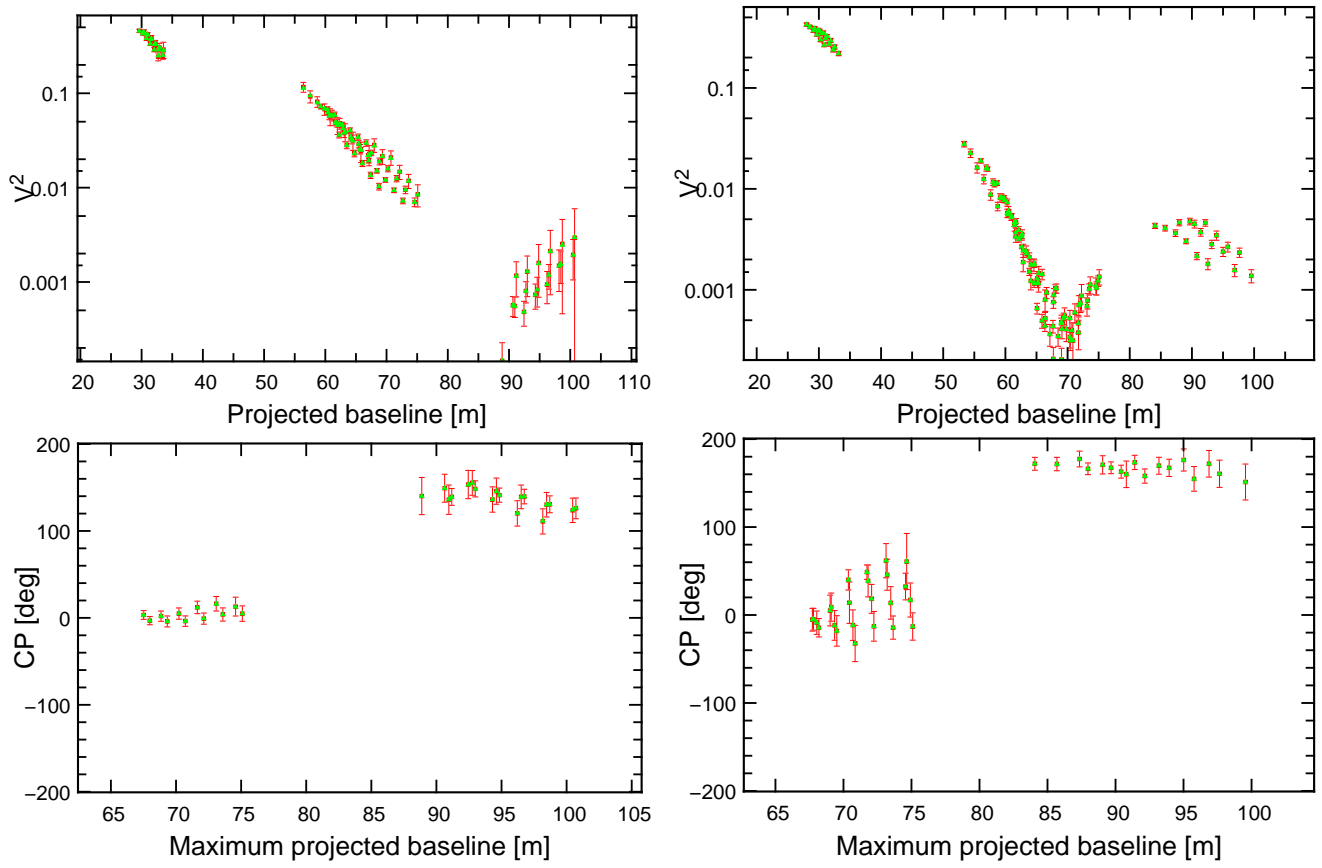 0.1
0.01
0.001
V2
20 30 40 50 60 70 80 90 100 110
Projected baseline [m]
0.1
0.01
0.001
V2
20 30 40 50 60 70 80 90 100
Projected baseline [m]
200
100
0
−100
−200
CP [deg]
65 70 75 80 85 90 95 100 105
Maximum projected baseline [m]
200
100
0
−100
−200
CP [deg]
65 70 75 80 85 90 95 100
Maximum projected baseline [m]